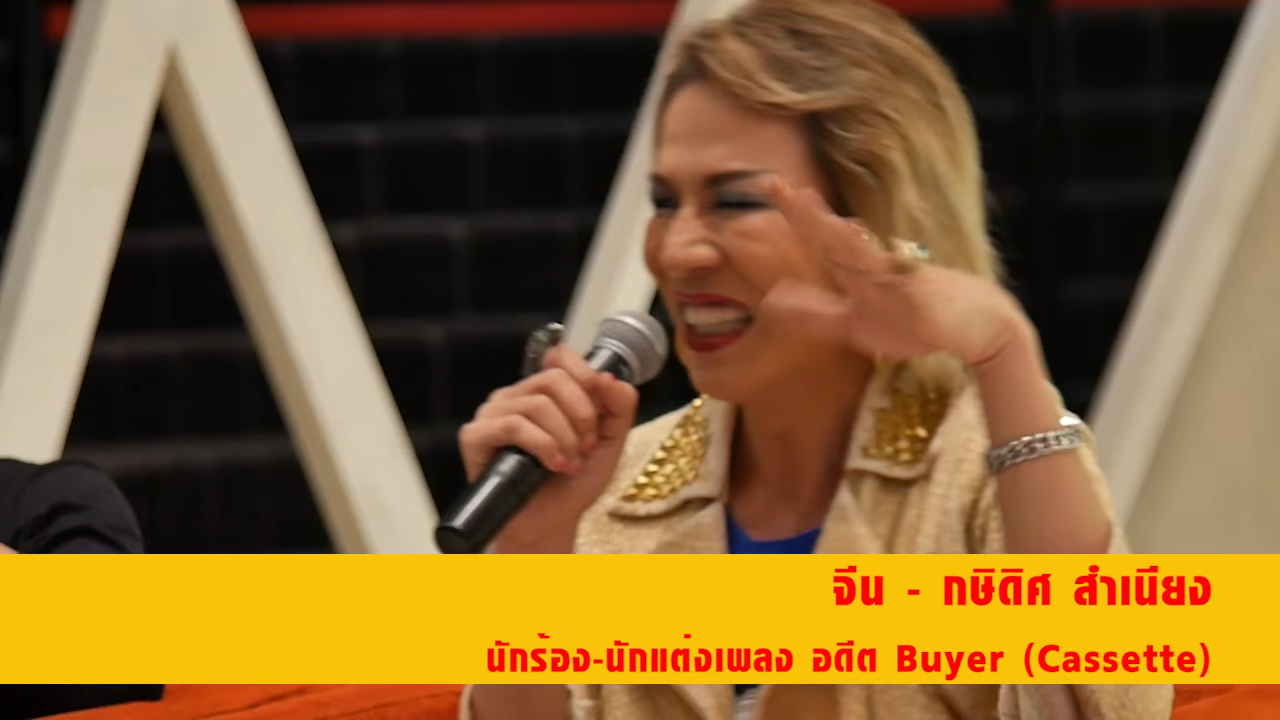 จีน - กษิดิศ สำเนียง
นักร้อง-นักแต่งเพลง อดีต Buyer (Cassette)